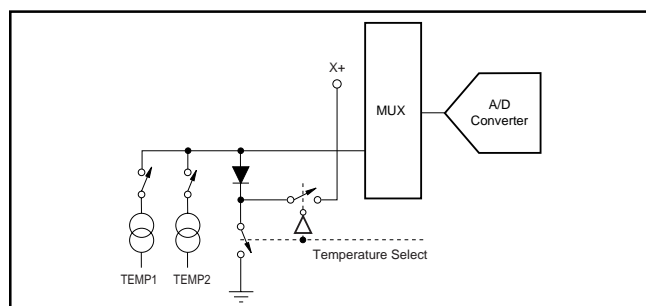 X+
MUX
A/D
Converter
TEMP1
TEMP2
Temperature Select